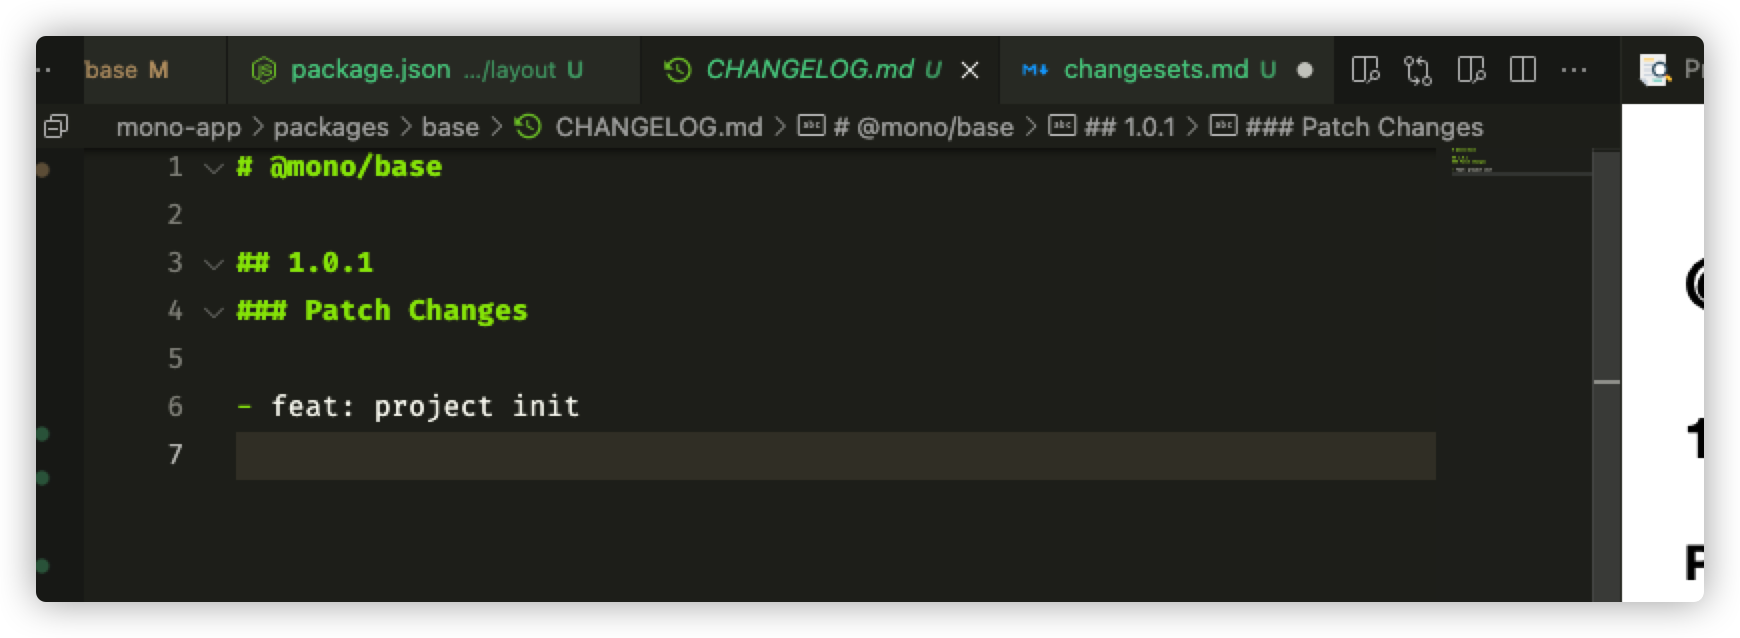 base M
package.json .../layout U
CHANGELOG.md U
changesets.md U
mono-app > packages > base > CHANGELOG.md > # @mono/base > ## 1.0.1 > ### Patch Changes
1 # @mono/base
2
3 ## 1.0.1
4 ### Patch Changes
5
6 - feat: project init
7